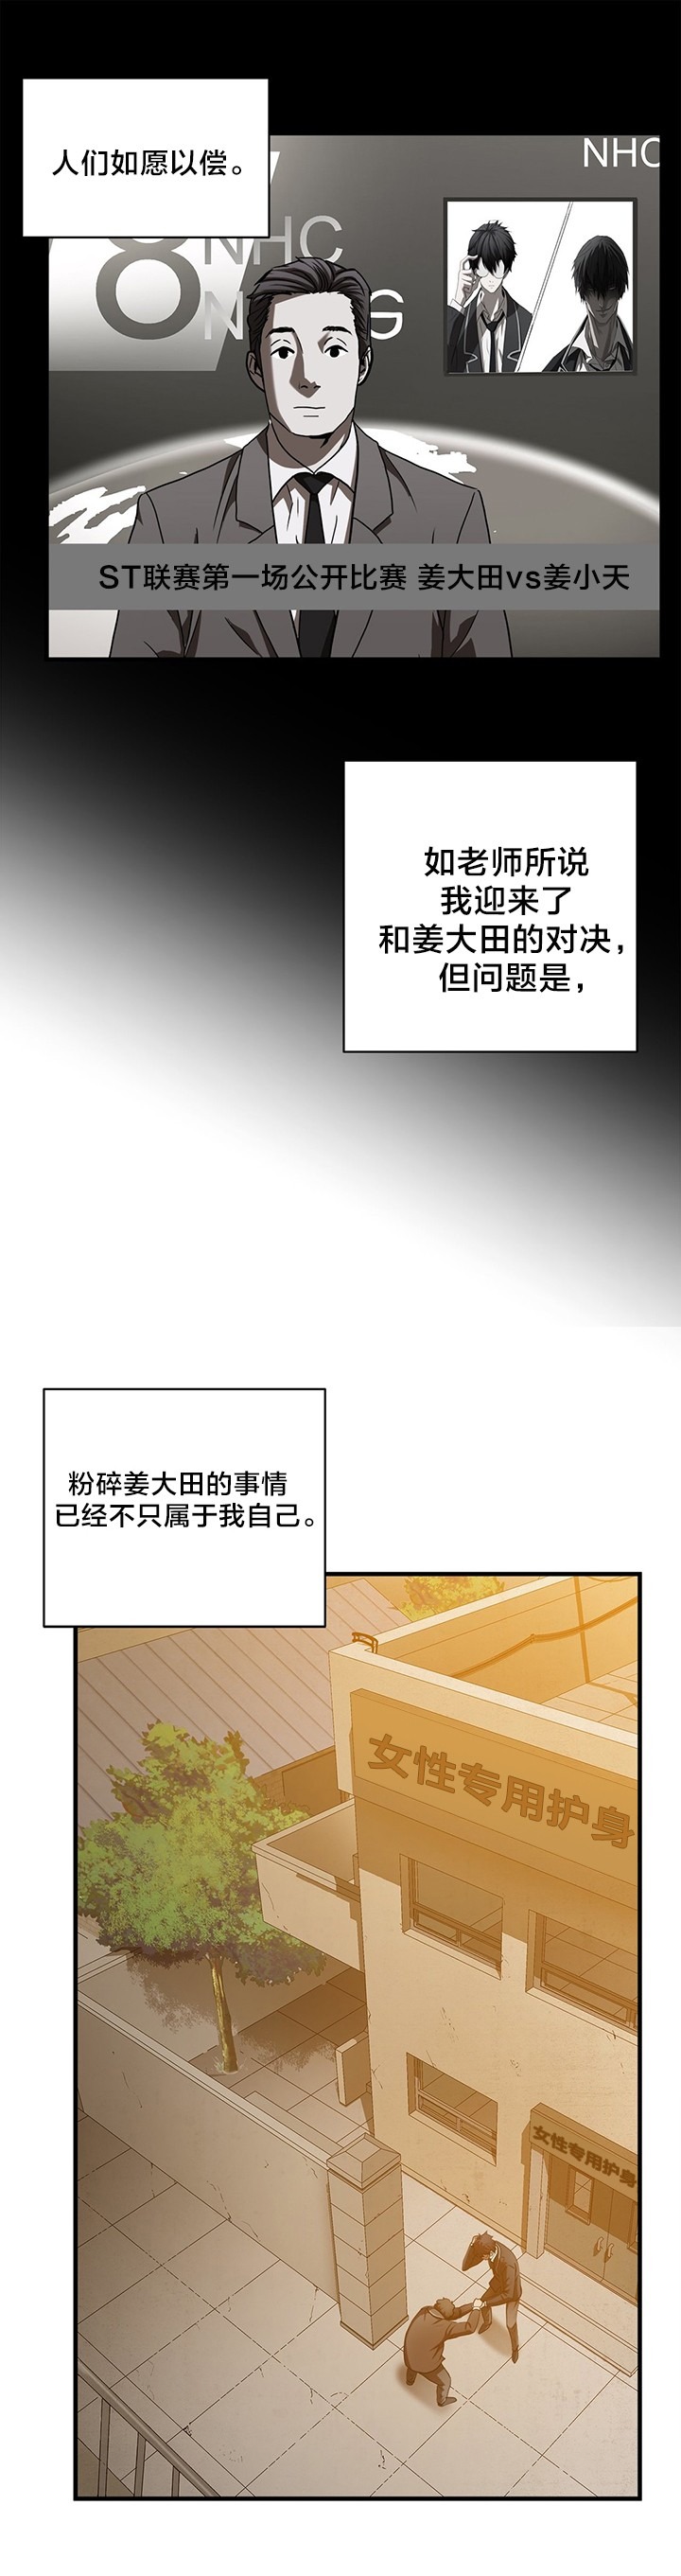 人们如愿以偿。
NHC
8 NHC
ST联赛第一场公开比赛 姜大田vs姜小天
如老师所说
我迎来了
和姜大田的对决，
但问题是，
粉碎姜大田的事情
已经不只属于我自己。
女性专用护身
女性专用护身